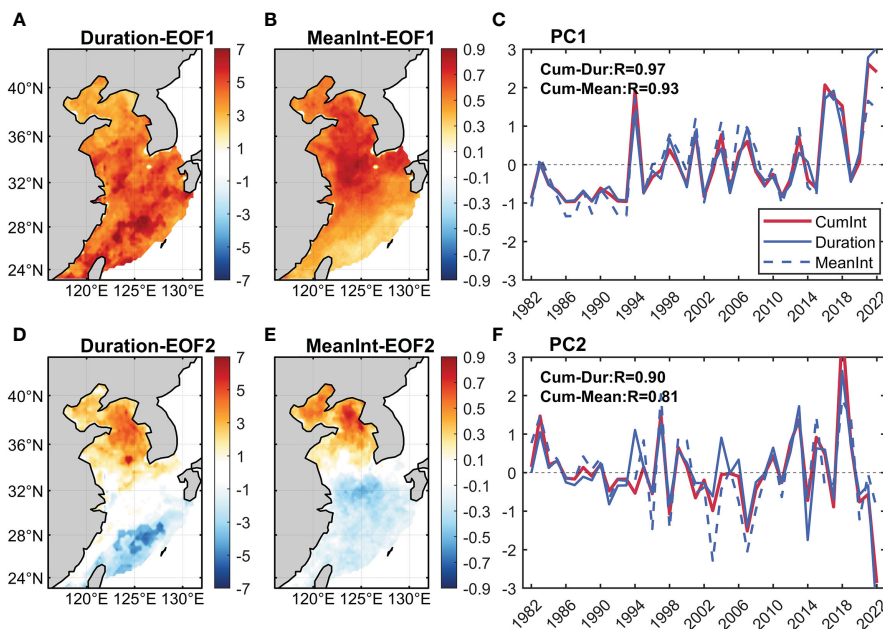 A
Duration-EOF1
40°N
36°N
32°N
28°N
24°N
120°E 125°E 130°E
7
5
3
1
-1
-3
-5
-7
B
MeanInt-EOF1
120°E 125°E 130°E
0.9
0.7
0.5
0.3
0.1
-0.1
-0.3
-0.5
-0.7
-0.9
C
PC1
Cum-Dur:R=0.97
Cum-Mean:R=0.93
3
2
1
0
-1
-2
-3
CumInt
Duration
MeanInt
1982 1986 1990 1994 1998 2002 2006 2010 2014 2018 2022
D
Duration-EOF2
40°N
36°N
32°N
28°N
24°N
120°E 125°E 130°E
7
5
3
1
-1
-3
-5
-7
E
MeanInt-EOF2
120°E 125°E 130°E
0.9
0.7
0.5
0.3
0.1
-0.1
-0.3
-0.5
-0.7
-0.9
F
PC2
Cum-Dur:R=0.90
Cum-Mean:R=0.81
3
2
1
0
-1
-2
-3
1982 1986 1990 1994 1998 2002 2006 2010 2014 2018 2022